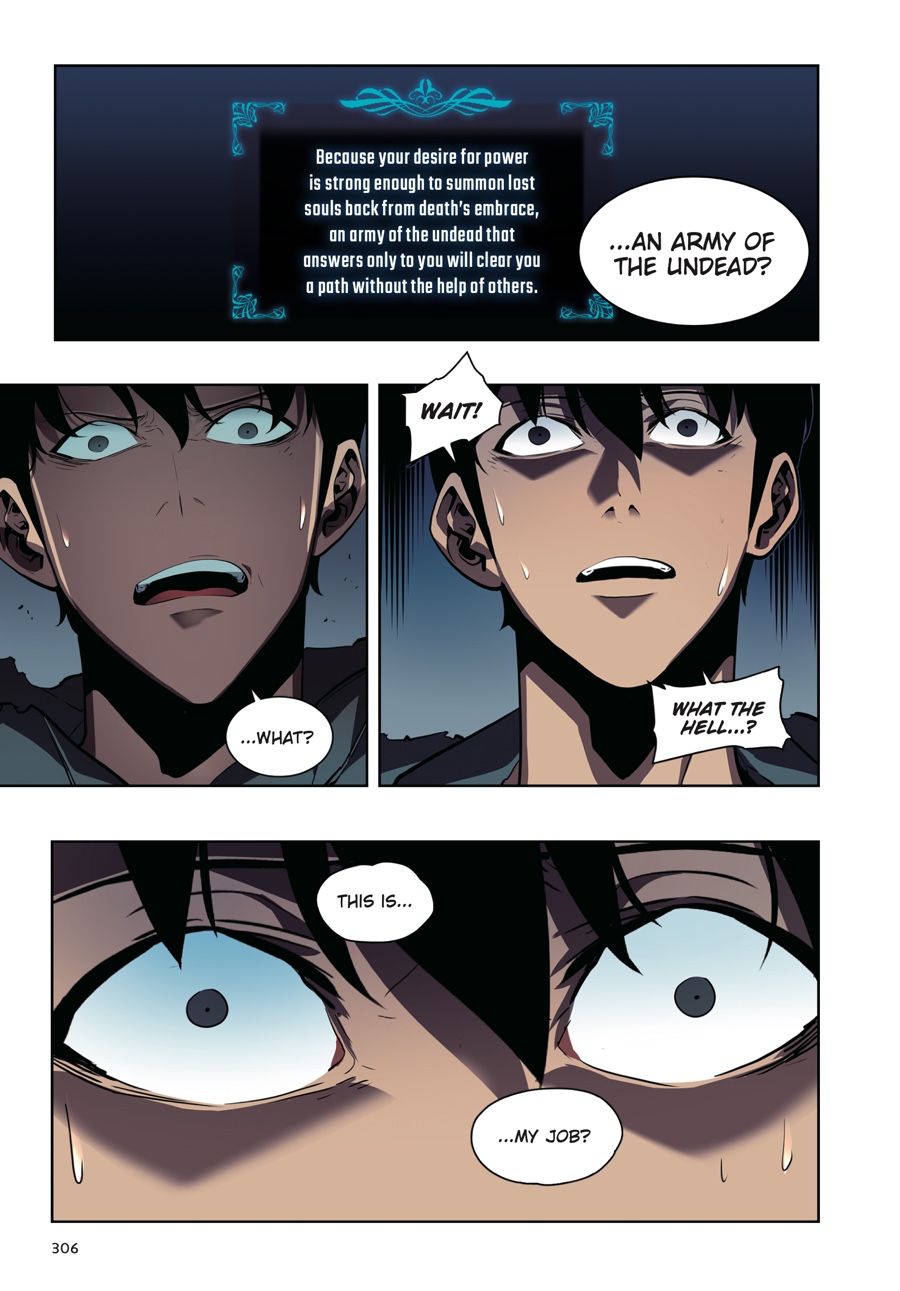 Because your desire for power
is strong enough to summon lost
souls back from death's embrace,
an army of the undead that
answers only to you will clear you
a path without the help of others.
...AN ARMY OF
THE UNDEAD?
...WHAT?
WAIT!
WHAT THE
HELL...?
THIS IS...
...MY JOB?
306